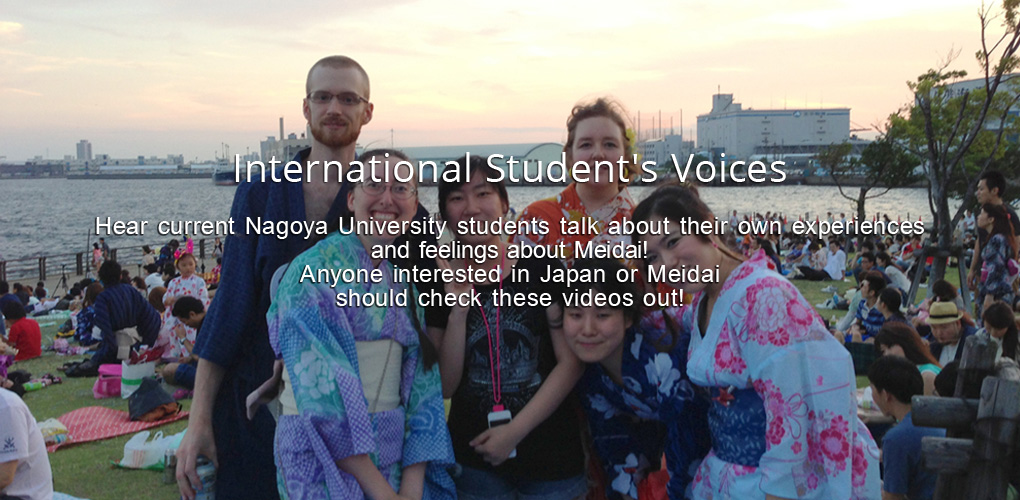 International Student's Voices
Hear current Nagoya University students talk about their own experiences
and feelings about Meidai!
Anyone interested in Japan or Meidai
should check these videos out!